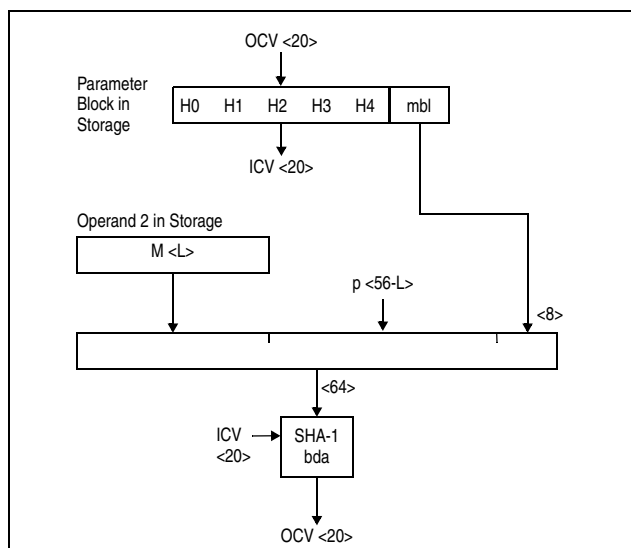 OCV <20>
Parameter
Block in
Storage
H0 H1 H2 H3 H4 mbl
ICV <20>
Operand 2 in Storage
M <L>
p <56-L>
<8>
<64>
ICV
<20>
SHA-1
bda
OCV <20>